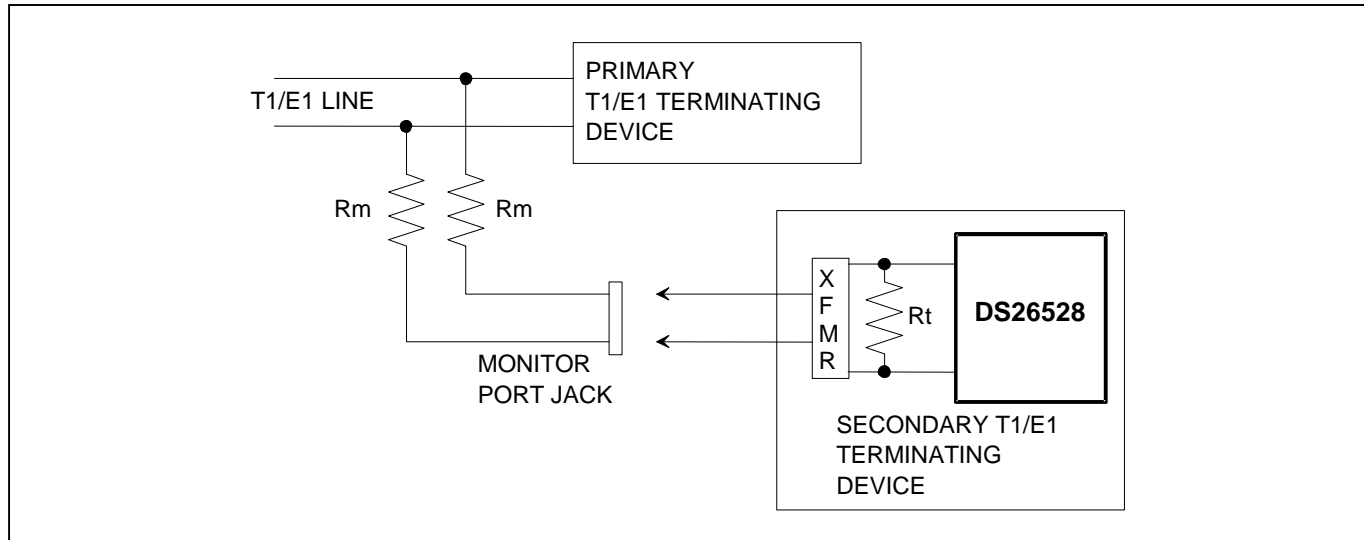 PRIMARY
T1/E1 TERMINATING
DEVICE
T1/E1 LINE
Rm
Rm
MONITOR
PORT JACK
X
F
M
R
Rt
DS26528
SECONDARY T1/E1
TERMINATING
DEVICE